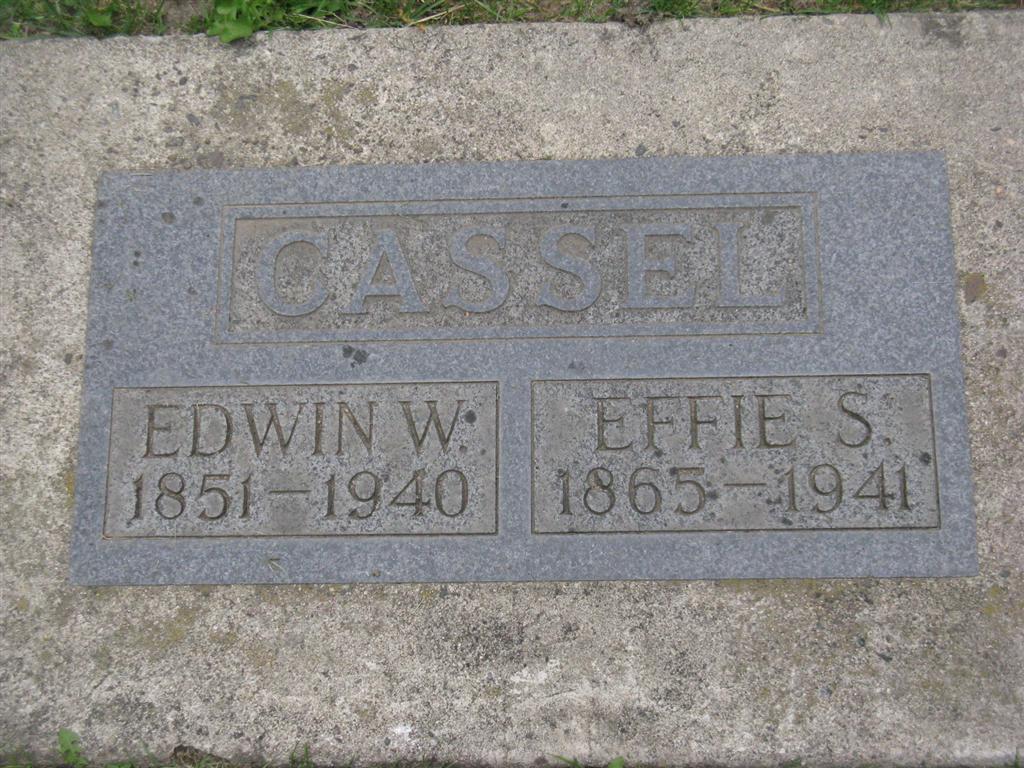 CASSEL
EDWIN W.
1851–1940
EFFIE S.
1865–1941